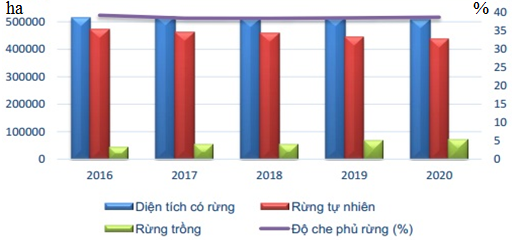 ha %
500000 40
400000 35
300000 30
200000 25
100000 20
0 15
10
5
0
2016 2017 2018 2019 2020
Diện tích có rừng Rừng tự nhiên
Rừng trồng Độ che phủ rừng (%)